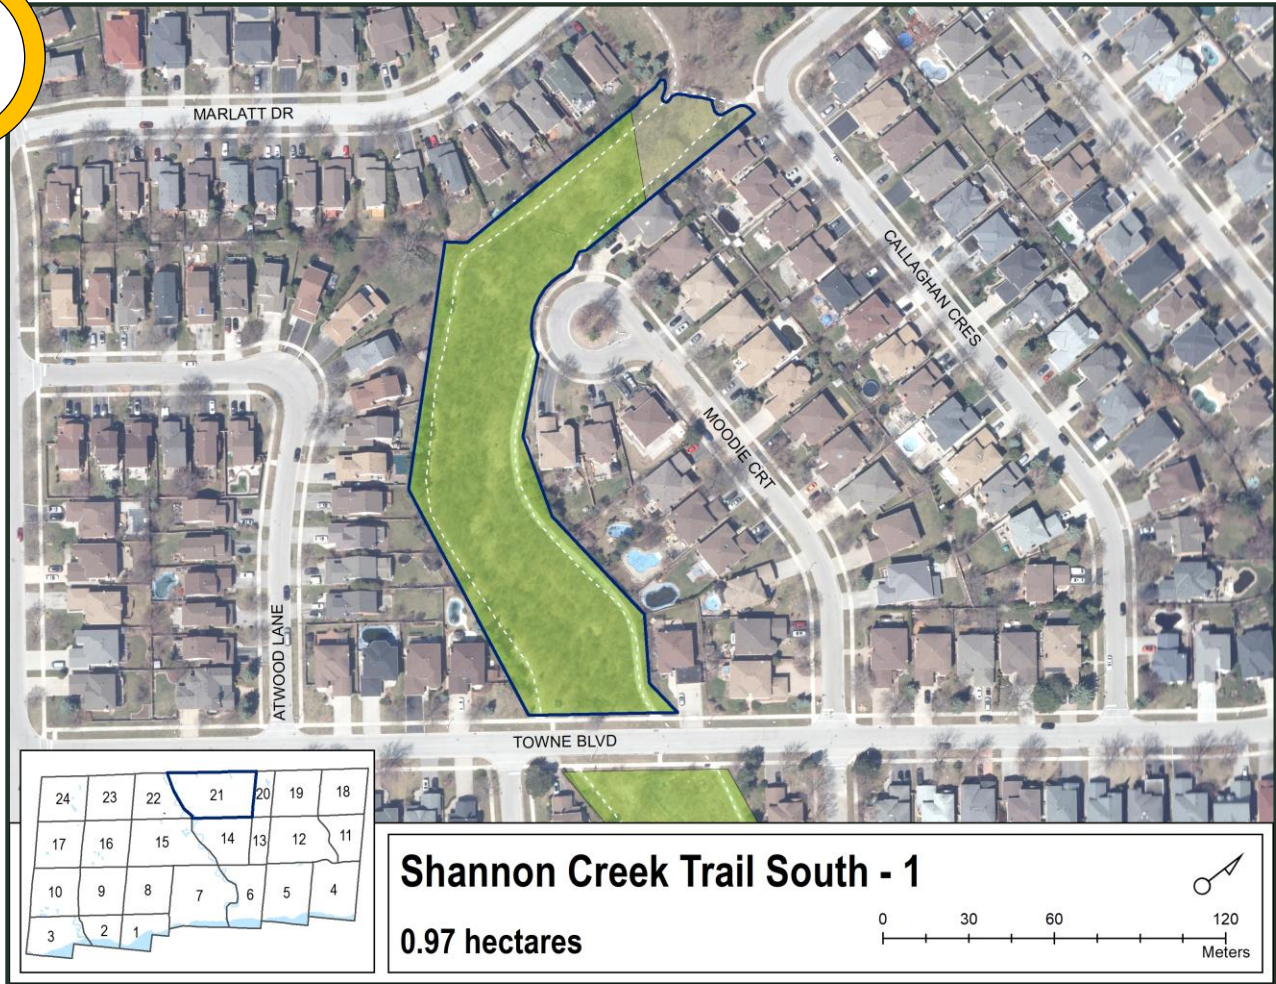 MARLATT DR
CALLAGHAN CRES
MOODIE CRT
ATWOOD LANE
TOWNE BLVD
24 23 22 21 20 19 18
17 16 15 14 13 12 11
10 9 8 7 6 5 4
3 2 1
Shannon Creek Trail South - 1
0.97 hectares
0 30 60 120
Meters